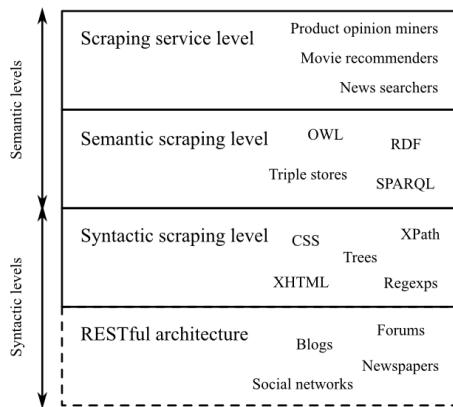 Semantic levels
Syntactic levels
Scraping service level
Product opinion miners
Movie recommenders
News searchers
Semantic scraping level
OWL
RDF
Triple stores
SPARQL
Syntactic scraping level
CSS
XPath
Trees
XHTML
Regexps
RESTful architecture
Forums
Blogs
Newspapers
Social networks